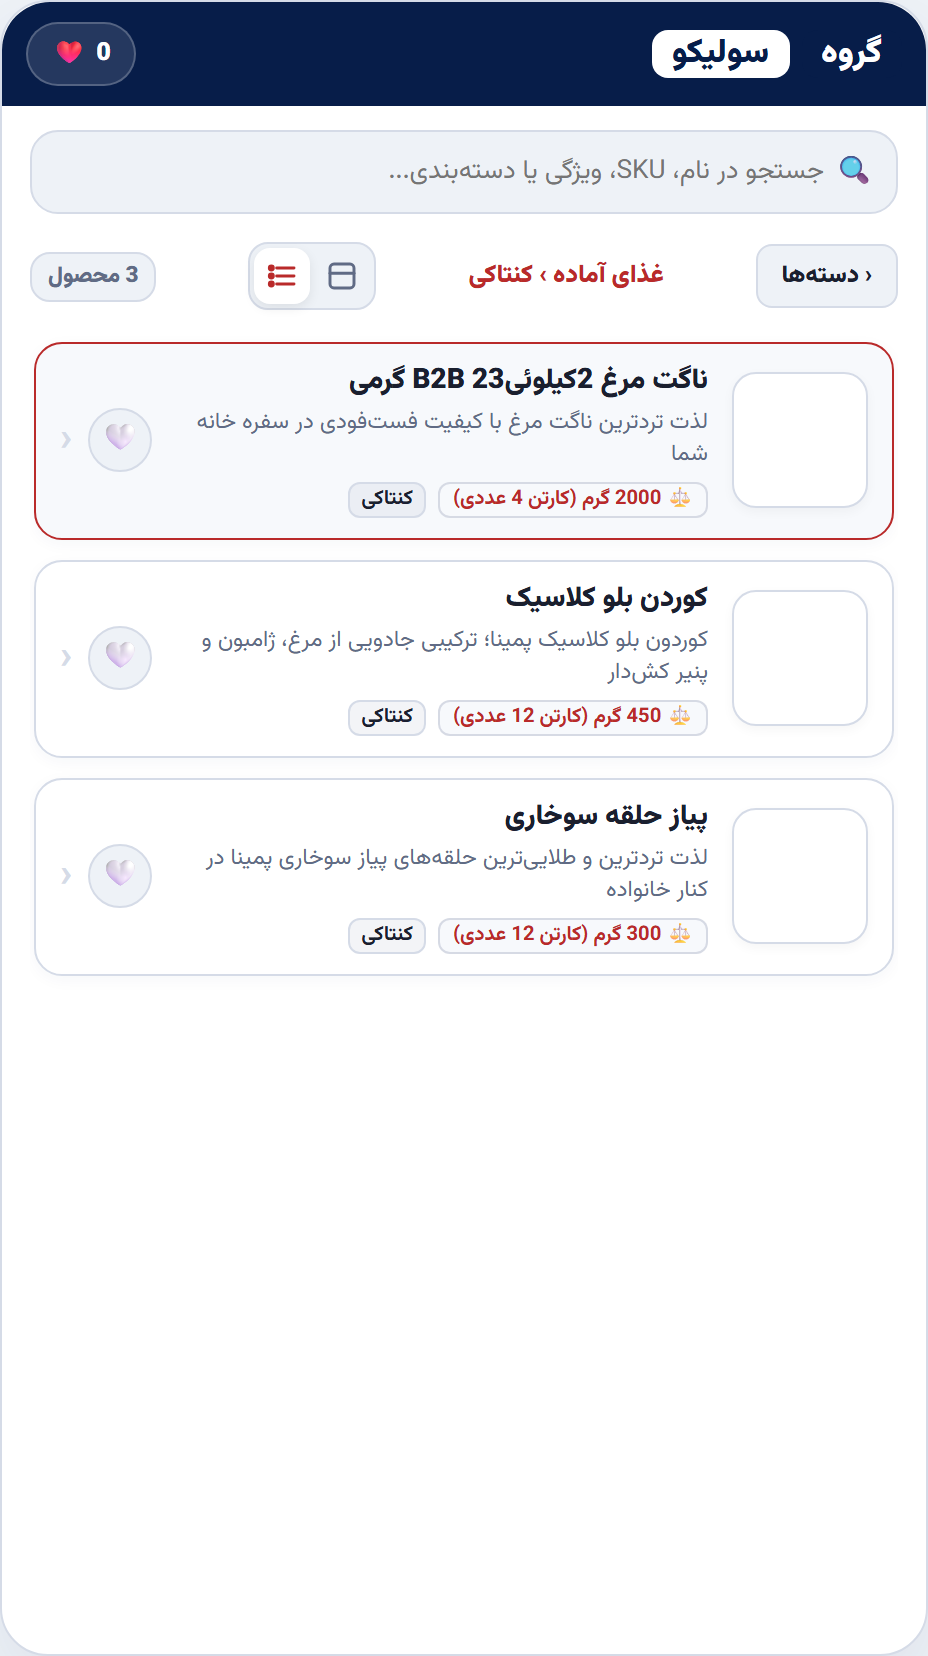 گروه سولیکو
0
جستجو در نام، SKU، ویژگی یا دسته‌بندی...
‹ دسته‌ها
غذای آماده › کنتاکی
3 محصول
ناگت مرغ 2کیلوئی23 B2B گرمی
لذت تردترین ناگت مرغ با کیفیت فست‌فودی در سفره خانه
شما
2000 گرم (کارتن 4 عددی)
کنتاکی
کوردن بلو کلاسیک
کوردون بلو کلاسیک پمینا؛ ترکیبی جادویی از مرغ، ژامبون و
پنیر کش‌دار
450 گرم (کارتن 12 عددی)
کنتاکی
پیاز حلقه سوخاری
لذت تردترین و طلایی‌ترین حلقه‌های پیاز سوخاری پمینا در
کنار خانواده
300 گرم (کارتن 12 عددی)
کنتاکی